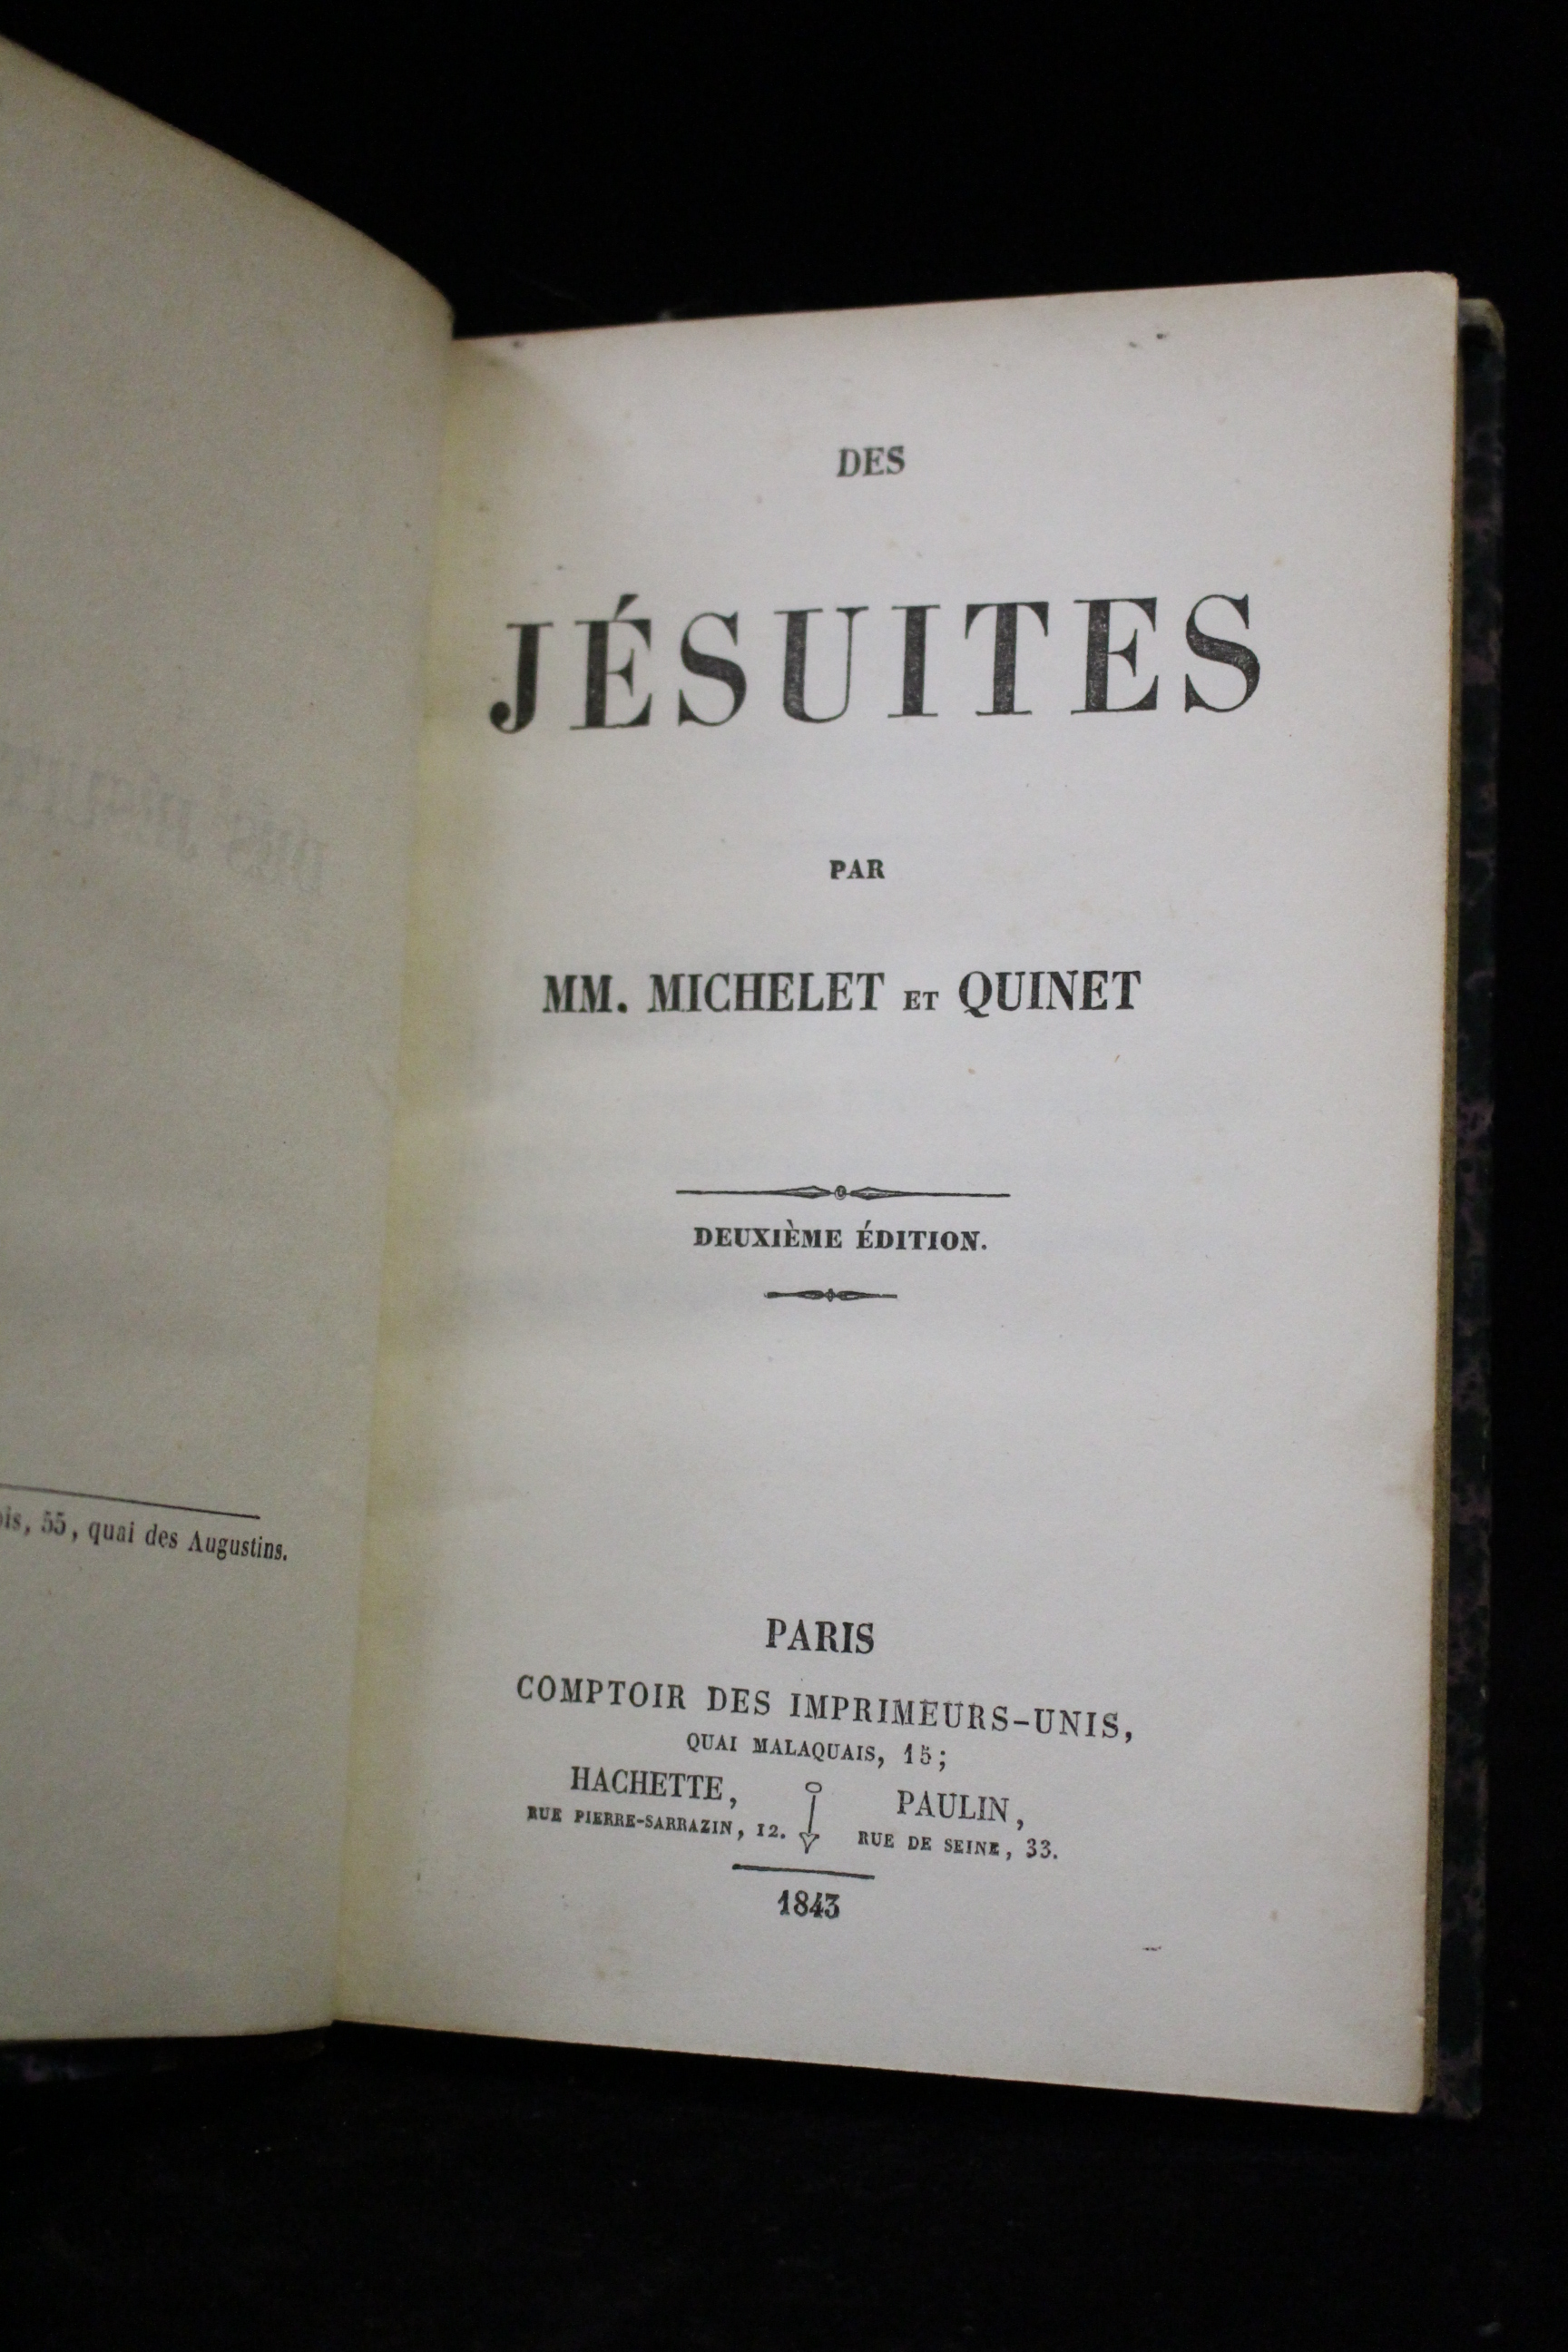 55, quai des Augustins.
DES
JÉSUITES
PAR
MM. MICHELET ET QUINET
DEUXIÈME ÉDITION.
PARIS
COMPTOIR DES IMPRIMEURS-UNIS,
QUAI MALAQUAIS, 15;
HACHETTE,
RUE PIERRE-SARRAZIN, 12.
PAULIN,
RUE DE SEINE, 33.
1843